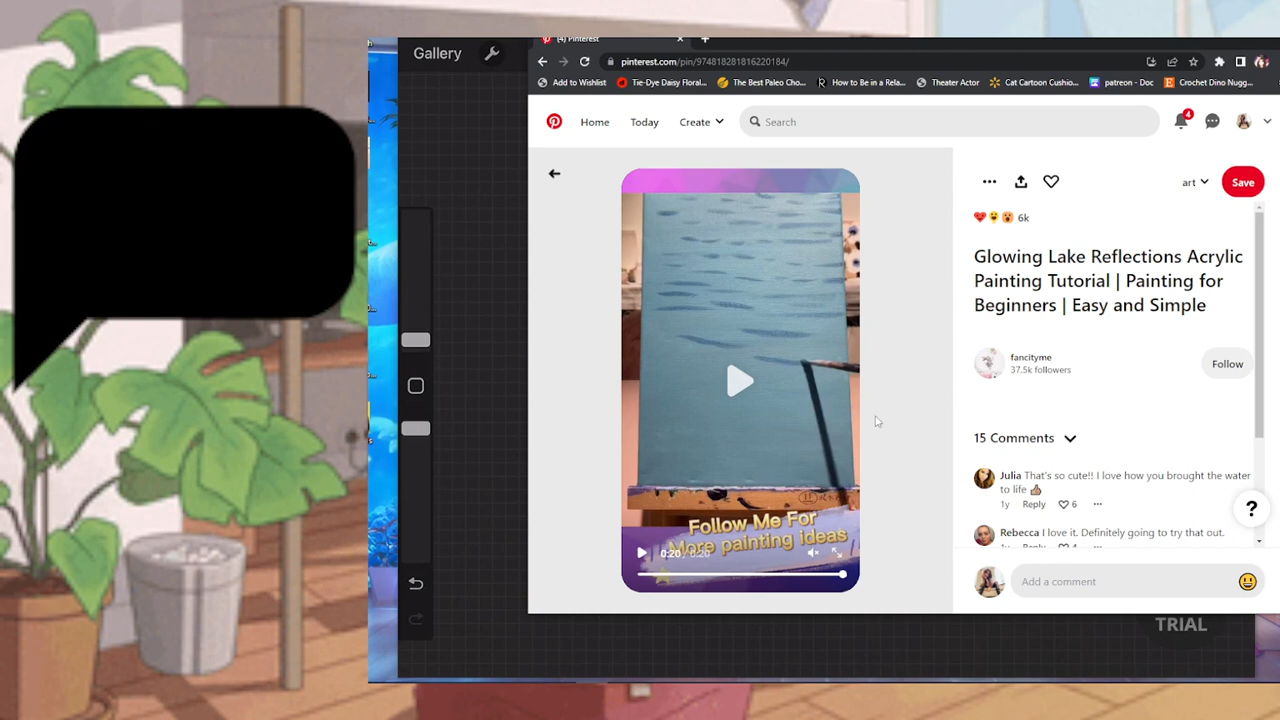 Gallery
(4) Pinterest
pinterest.com/pin/974818281816220184/
Add to Wishlist
Tie-Dye Daisy Floral...
The Best Paleo Cho...
How to Be in a Rela...
Theater Actor
Cat Cartoon Cushio...
patreon - Doc
Crochet Dino Nugg...
Home
Today
Create
Search
4
art
Save
6k
Glowing Lake Reflections Acrylic
Painting Tutorial | Painting for
Beginners | Easy and Simple
fancityme
37.5k followers
Follow
15 Comments
Julia That's so cute!! I love how you brought the water
to life
1y Reply 6
Rebecca I love it. Definitely going to try that out.
Add a comment
?
Follow Me For
More painting ideas
0:20
TRIAL